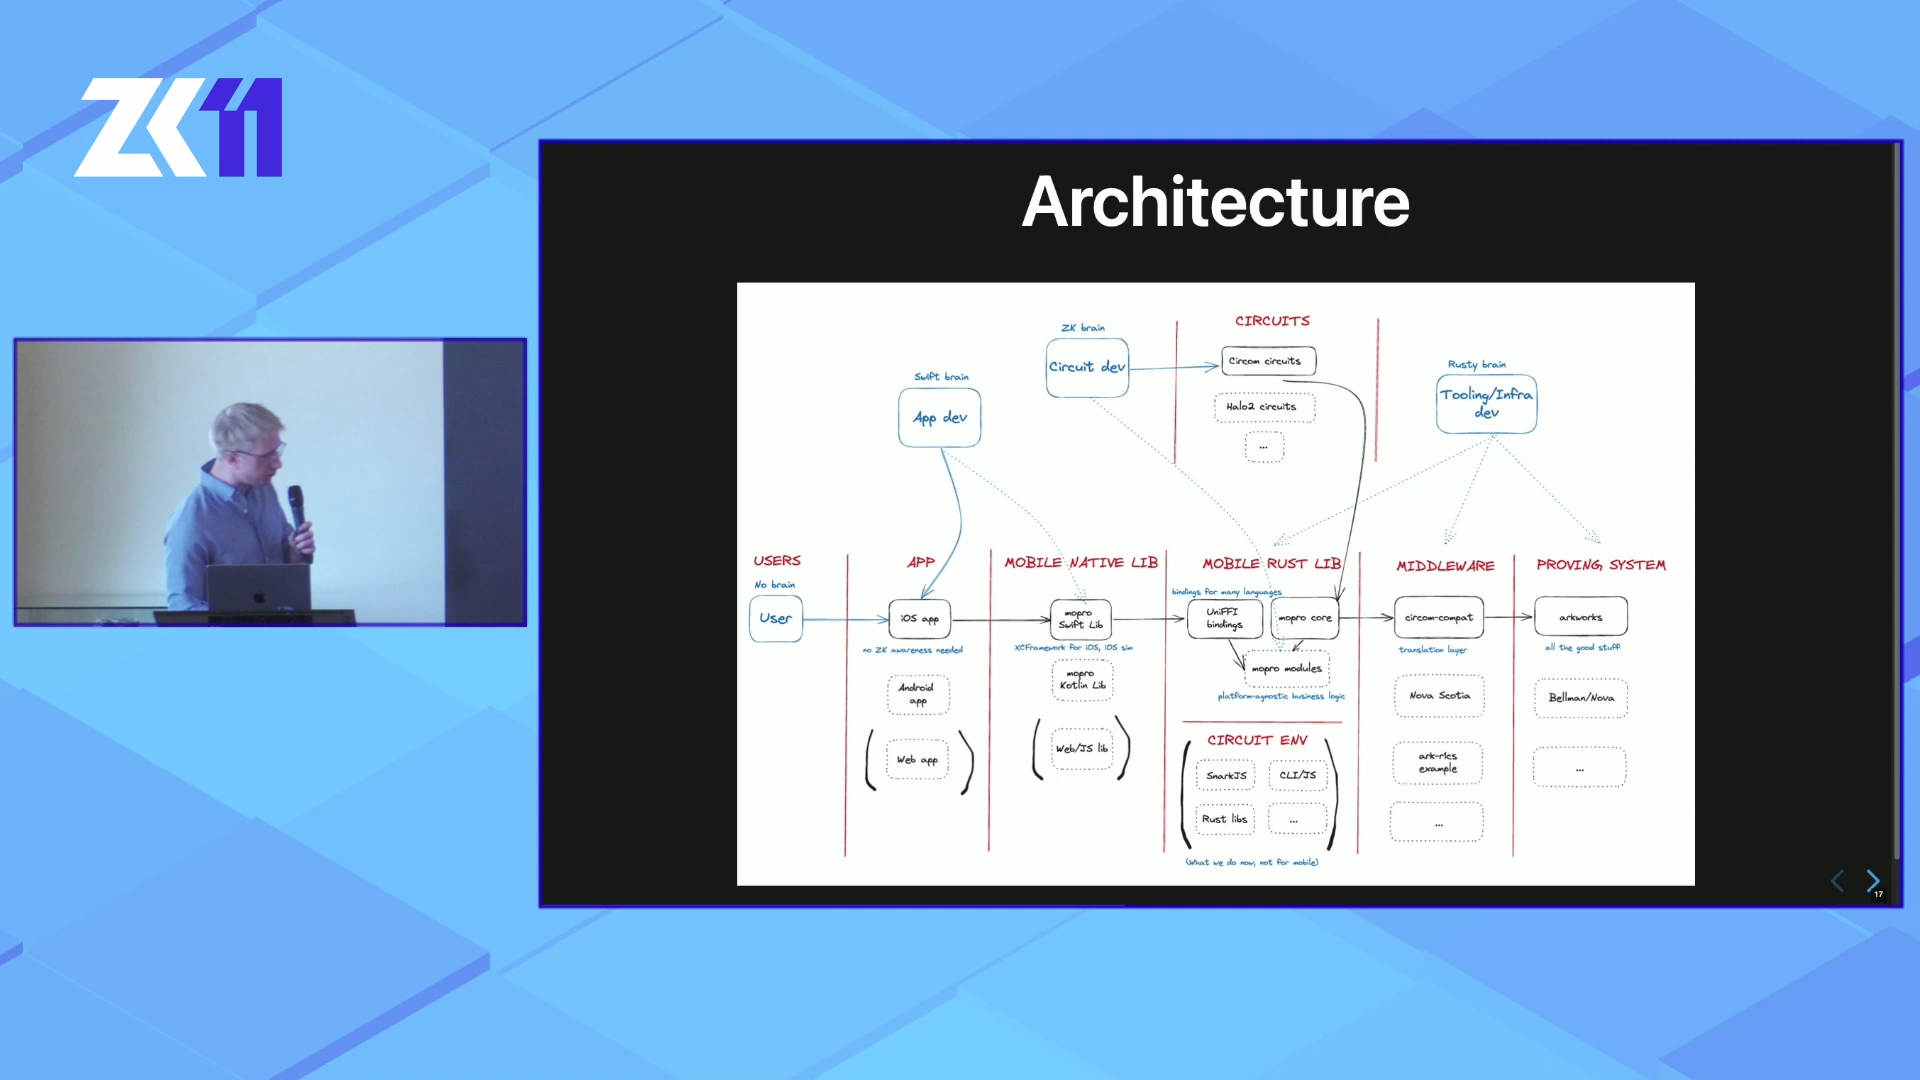 ZK11
Architecture
CIRCUITS
ZK brain
Circuit dev
Circom circuits
Halo2 circuits
...
Swift brain
App dev
Rusty brain
Tooling/Infra
dev
USERS
No brain
User
APP
iOS app
no ZK awareness needed
Android
app
Web app
MOBILE NATIVE LIB
mopro
Swift Lib
XCFramework for iOS, iOS sim
mopro
Kotlin Lib
Web/JS lib
MOBILE RUST LIB
bindings for many languages
UniFFI
bindings
mopro core
mopro modules
platform-agnostic business logic
CIRCUIT ENV
SnarkJS
CLI/JS
Rust libs
...
(What we do now, not for mobile)
MIDDLEWARE
circom-compat
translation layer
Nova Scotia
ark-r1cs
example
...
PROVING SYSTEM
arkworks
all the good stuff
Bellman/Nova
...
17